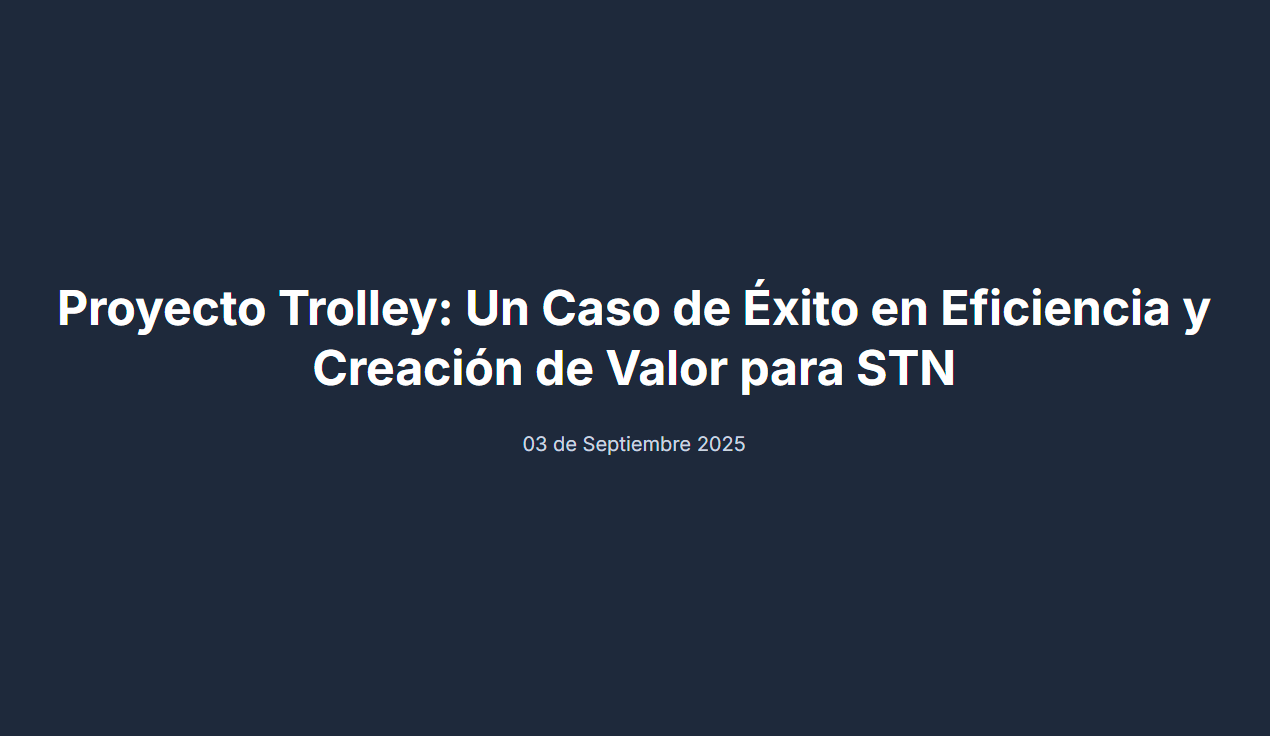 Proyecto Trolley: Un Caso de Éxito en Eficiencia y
Creación de Valor para STN
03 de Septiembre 2025